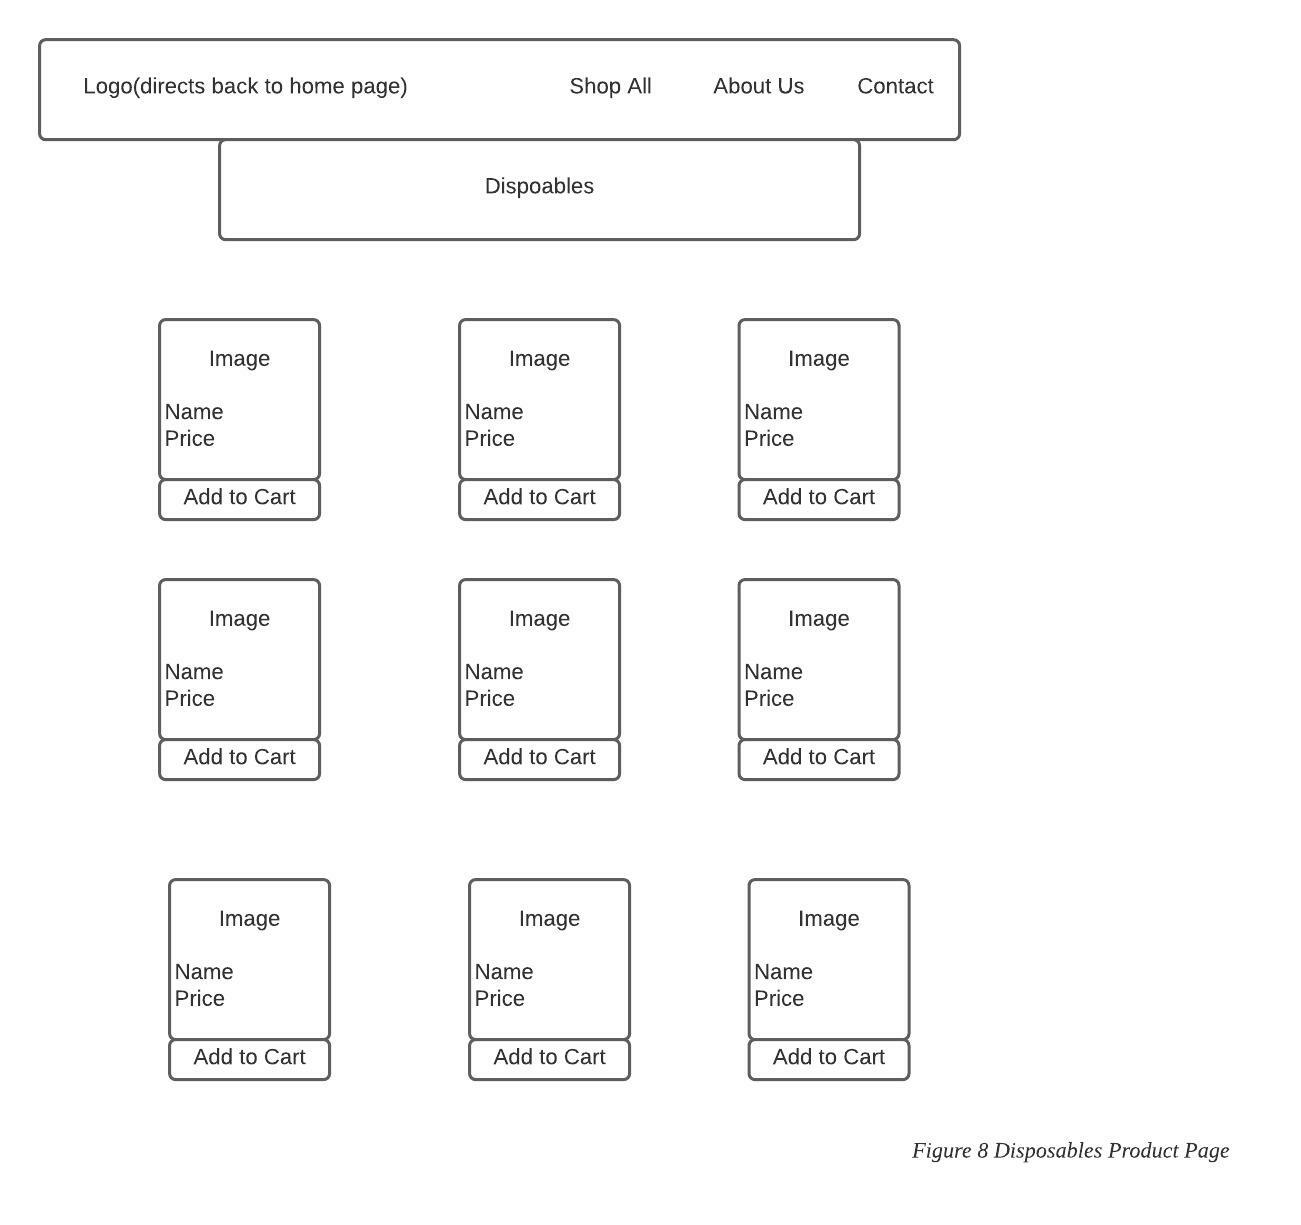 Logo(directs back to home page) Shop All About Us Contact
Dispoables
Image Image Image
Name Name Name
Price Price Price
Add to Cart Add to Cart Add to Cart
Image Image Image
Name Name Name
Price Price Price
Add to Cart Add to Cart Add to Cart
Image Image Image
Name Name Name
Price Price Price
Add to Cart Add to Cart Add to Cart
Figure 8 Disposables Product Page